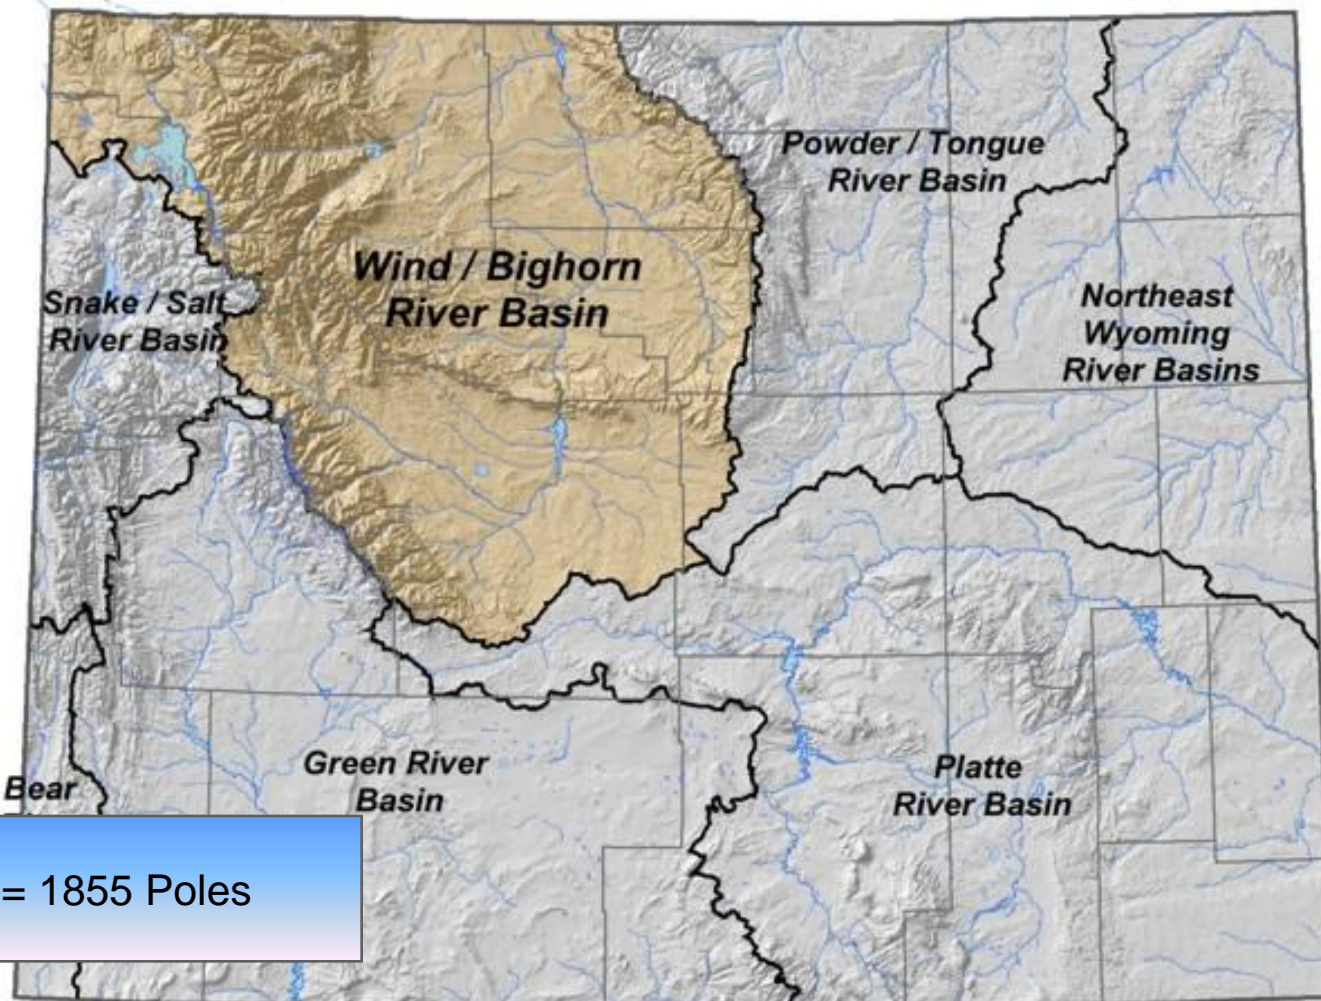 Powder / Tongue
River Basin
Wind / Bighorn
River Basin
Snake / Salt
River Basin
Northeast
Wyoming
River Basins
Green River
Basin
Platte
River Basin
Bear
= 1855 Poles